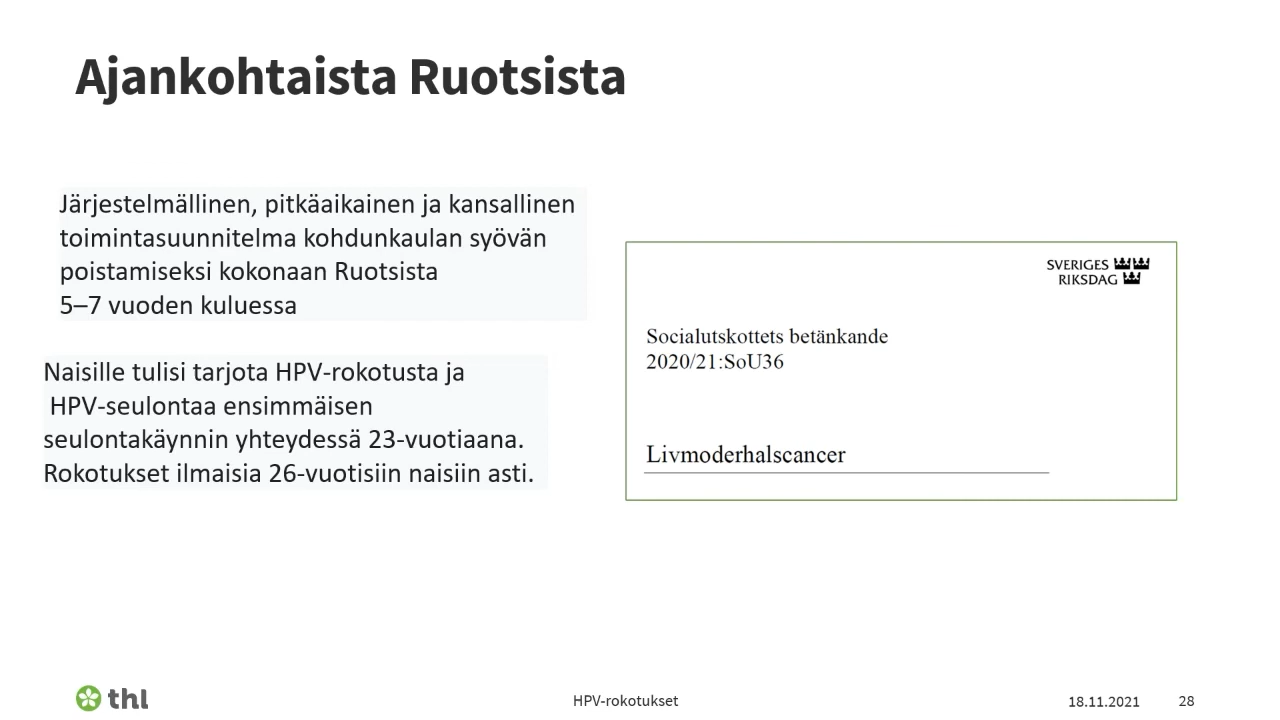 Ajankohtaista Ruotsista
Järjestelmällinen, pitkäaikainen ja kansallinen
toimintasuunnitelma kohdunkaulan syövän
poistamiseksi kokonaan Ruotsista
5–7 vuoden kuluessa
Naisille tulisi tarjota HPV-rokotusta ja
HPV-seulontaa ensimmäisen
seulontakäynnin yhteydessä 23-vuotiaana.
Rokotukset ilmaisia 26-vuotisiin naisiin asti.
SVERIGES
RIKSDAG
Socialutskottets betänkande
2020/21:SoU36
Livmoderhalscancer
thl
HPV-rokotukset
18.11.2021
28